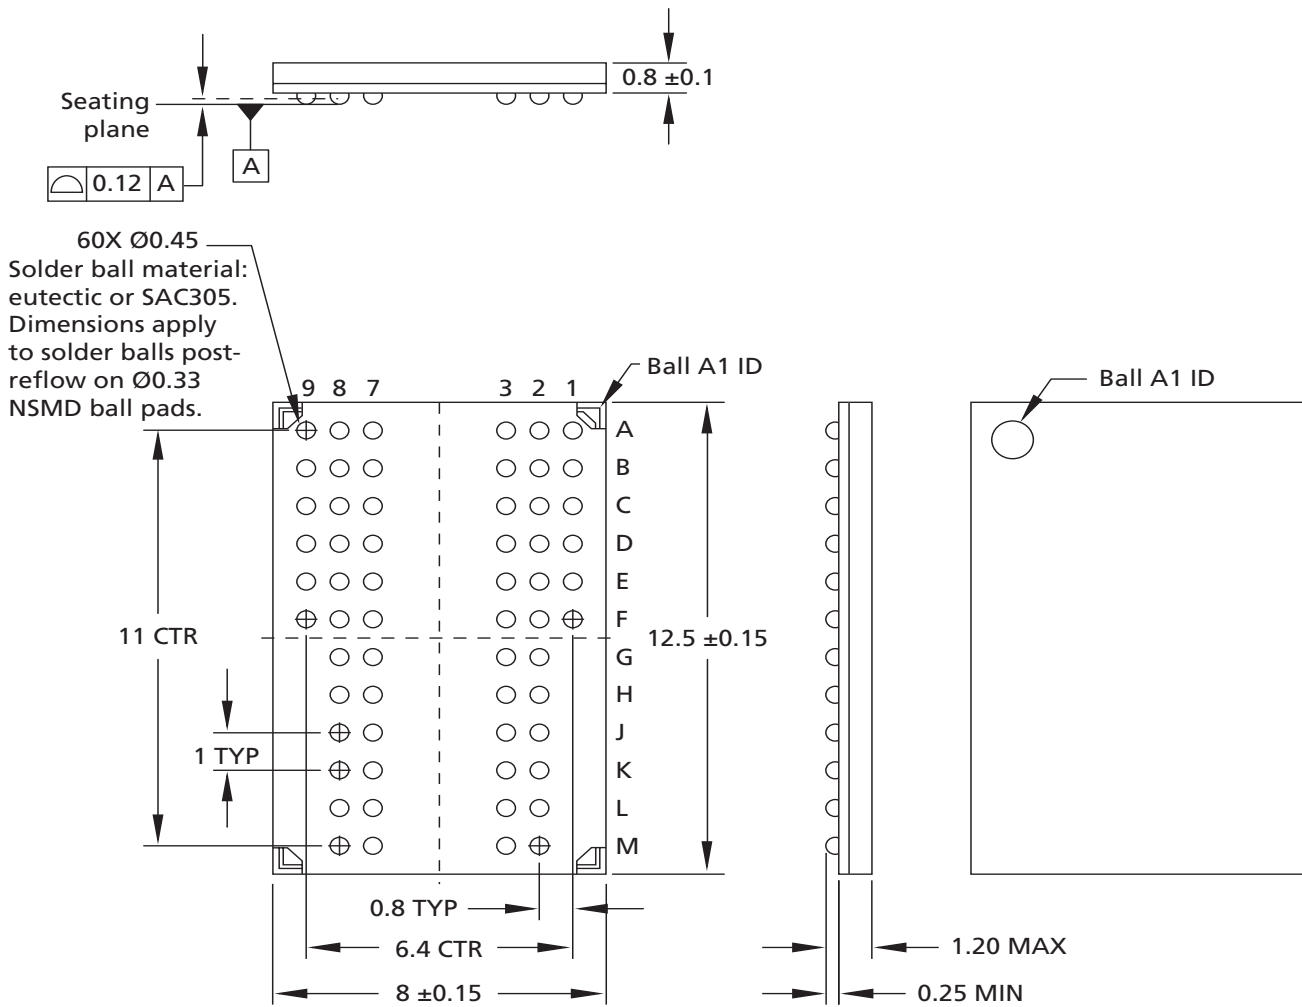 0.8 ±0.1
Seating
plane
A
0.12 A
60X Ø0.45
Solder ball material:
eutectic or SAC305.
Dimensions apply
to solder balls post-
reflow on Ø0.33
NSMD ball pads.
Ball A1 ID
Ball A1 ID
9 8 7 3 2 1
A
B
C
D
E
F
11 CTR
12.5 ±0.15
G
H
J
1 TYP
K
L
M
0.8 TYP
6.4 CTR
1.20 MAX
8 ±0.15
0.25 MIN